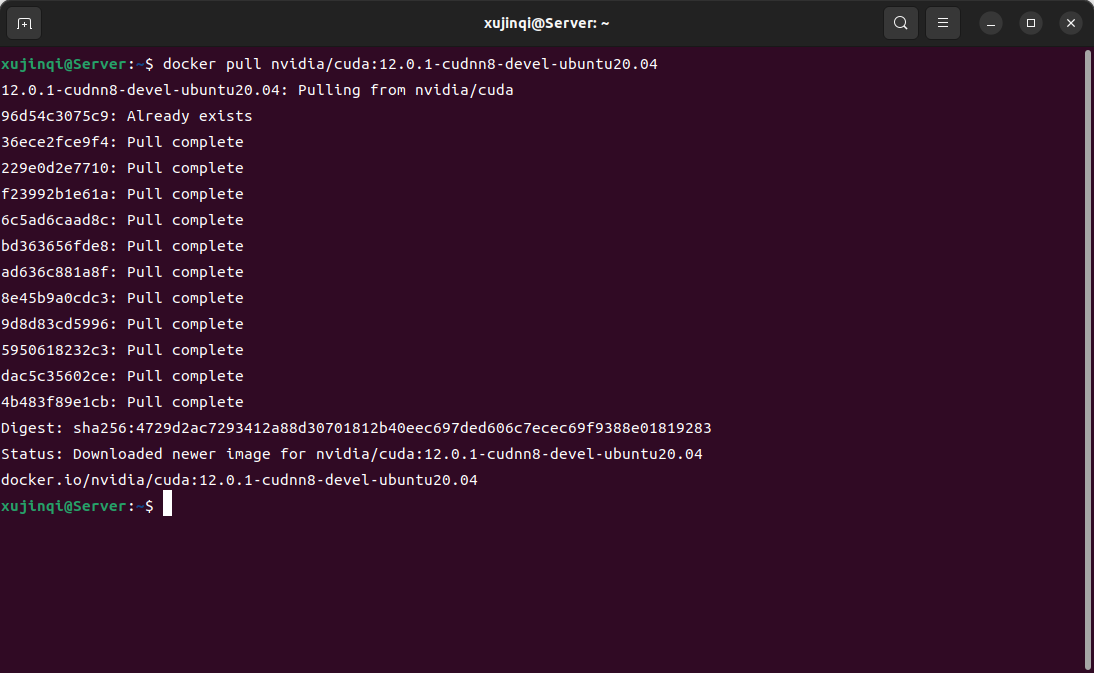 xujinqi@Server: ~
xujinqi@Server:~$ docker pull nvidia/cuda:12.0.1-cudnn8-devel-ubuntu20.04
12.0.1-cudnn8-devel-ubuntu20.04: Pulling from nvidia/cuda
96d54c3075c9: Already exists
36ece2fce9f4: Pull complete
229e0d2e7710: Pull complete
f23992b1e61a: Pull complete
6c5ad6caad8c: Pull complete
bd363656fde8: Pull complete
ad636c881a8f: Pull complete
8e45b9a0cdc3: Pull complete
9d8d83cd5996: Pull complete
5950618232c3: Pull complete
dac5c35602ce: Pull complete
4b483f89e1cb: Pull complete
Digest: sha256:4729d2ac7293412a88d30701812b40eec697ded606c7ecec69f9388e01819283
Status: Downloaded newer image for nvidia/cuda:12.0.1-cudnn8-devel-ubuntu20.04
docker.io/nvidia/cuda:12.0.1-cudnn8-devel-ubuntu20.04
xujinqi@Server:~$